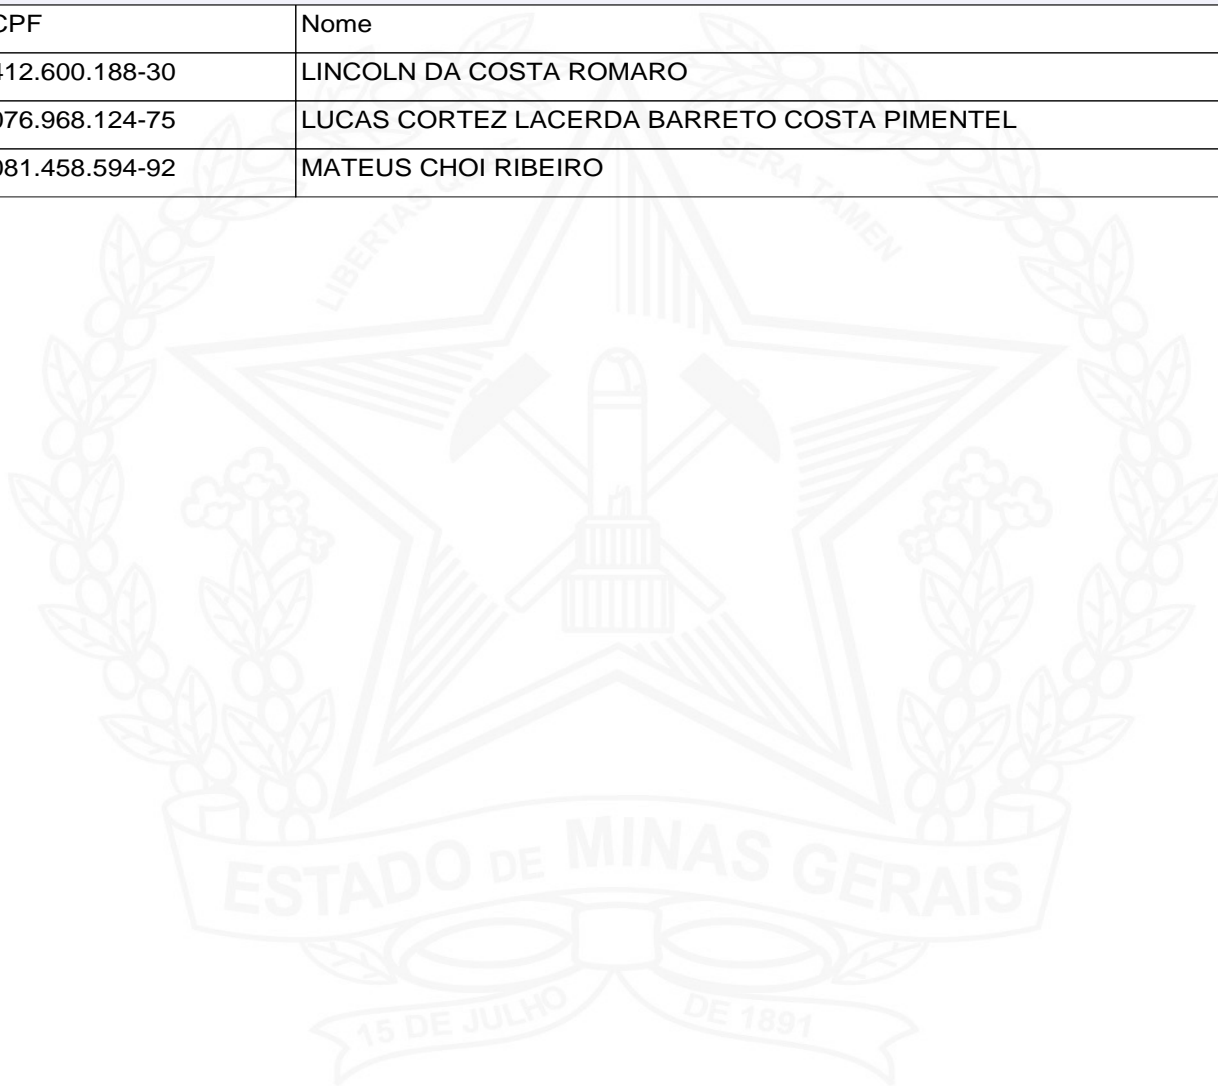 CPF Nome
412.600.188-30 LINCOLN DA COSTA ROMARO
076.968.124-75 LUCAS CORTEZ LACERDA BARRETO COSTA PIMENTEL
081.458.594-92 MATEUS CHOI RIBEIRO
LIBERTAS QUE SERA TAMEN
ESTADO DE MINAS GERAIS
15 DE JULHO DE 1891